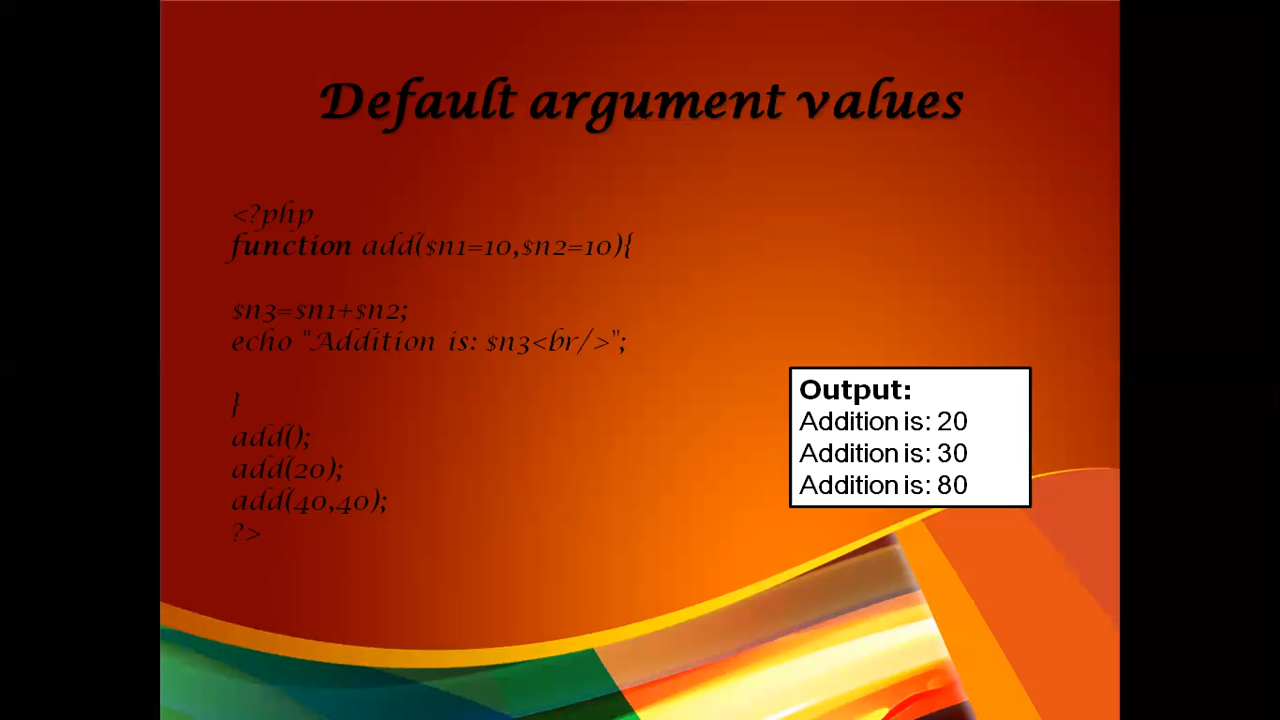 Default argument values
<?php
function add($n1=10,$n2=10){
$n3=$n1+$n2;
echo "Addition is: $n3<br/>";
}
add();
add(20);
add(40,40);
?>
Output:
Addition is: 20
Addition is: 30
Addition is: 80